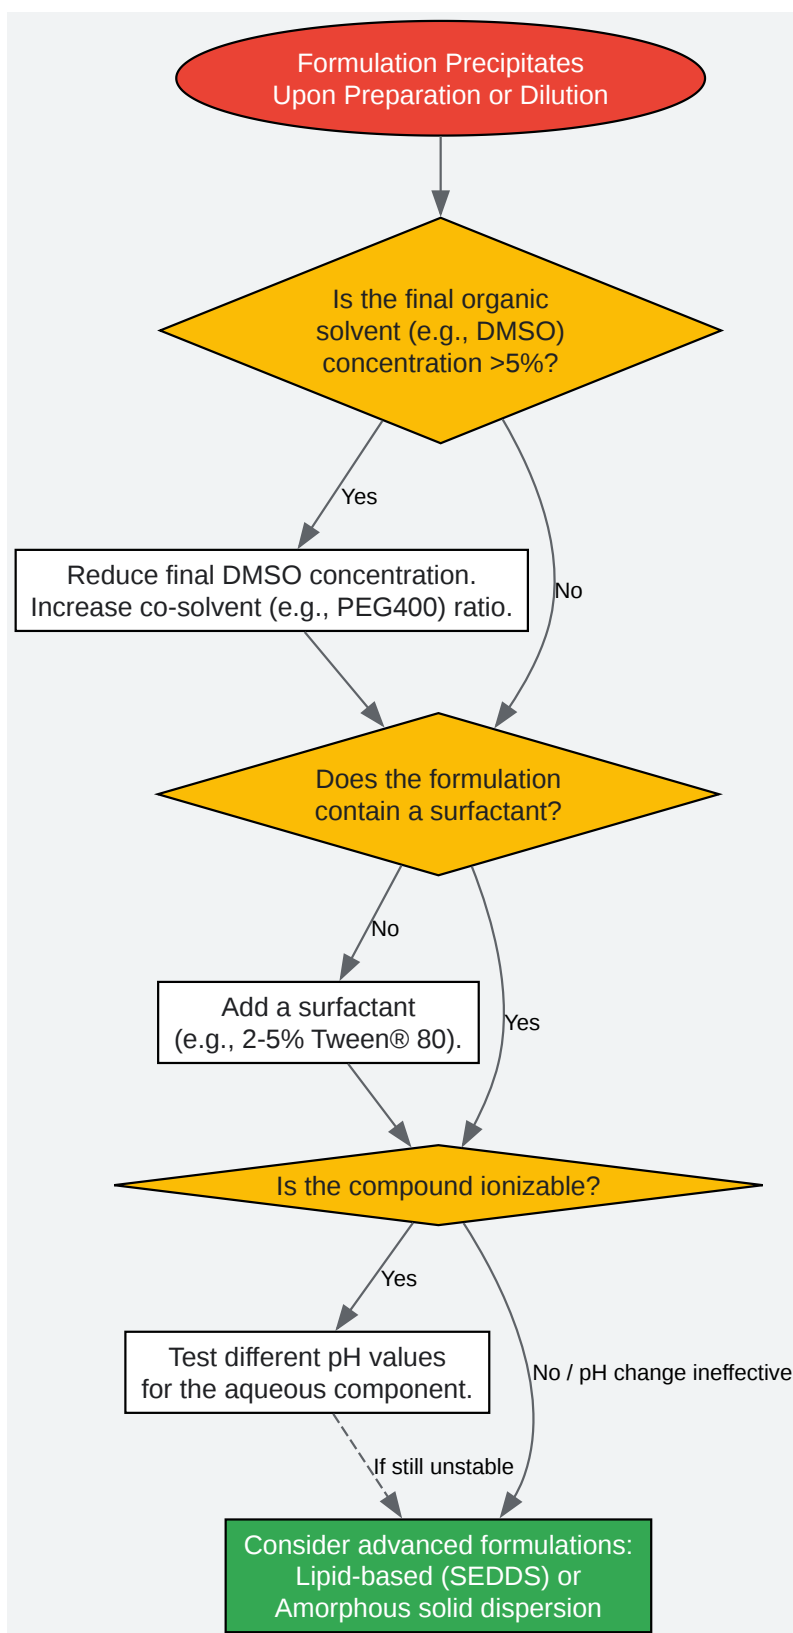 Formulation Precipitates
Upon Preparation or Dilution
Is the final organic
solvent (e.g., DMSO)
concentration >5%?
Yes
Reduce final DMSO concentration.
Increase co-solvent (e.g., PEG400) ratio.
No
Does the formulation
contain a surfactant?
No
Add a surfactant
(e.g., 2-5% Tween® 80).
Yes
Is the compound ionizable?
Yes
Test different pH values
for the aqueous component.
No / pH change ineffective
If still unstable
Consider advanced formulations:
Lipid-based (SEDDS) or
Amorphous solid dispersion